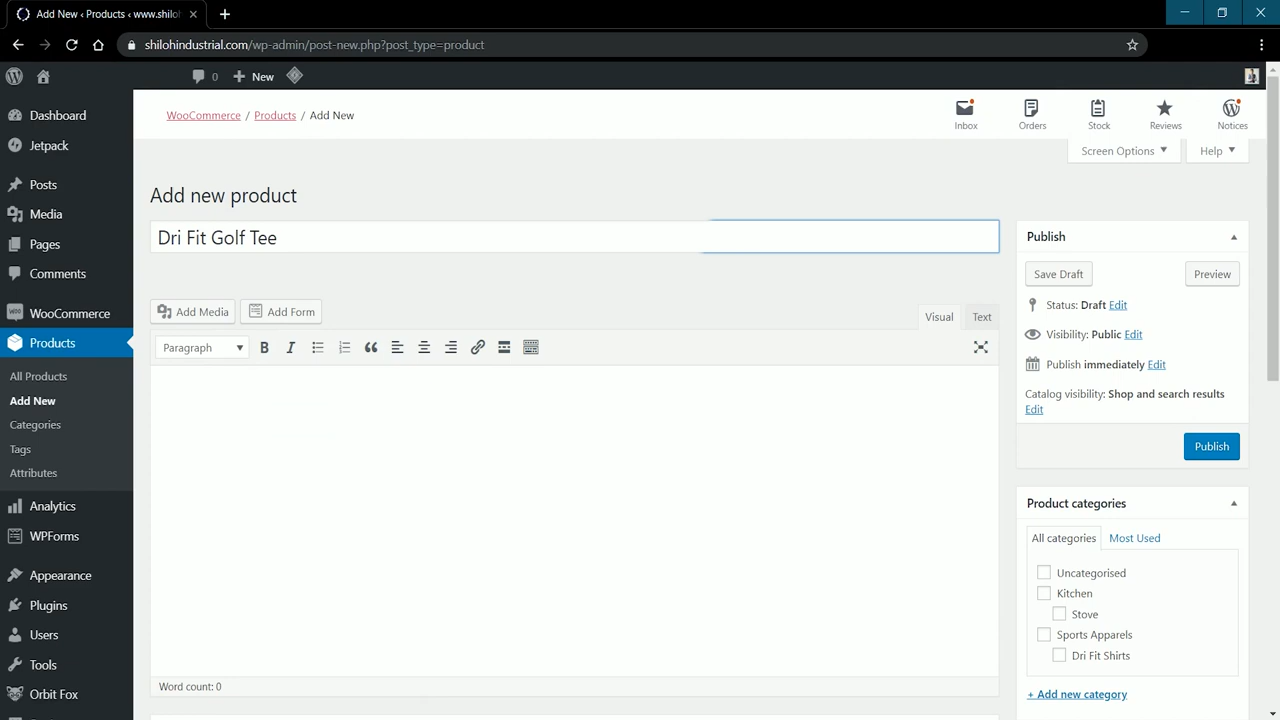 Add New ‹ Products ‹ www.shiloh
shilohindustrial.com/wp-admin/post-new.php?post_type=product
0
New
Dashboard
Jetpack
Posts
Media
Pages
Comments
WooCommerce
Products
All Products
Add New
Categories
Tags
Attributes
Analytics
WPForms
Appearance
Plugins
Users
Tools
Orbit Fox
WooCommerce / Products / Add New
Inbox
Orders
Stock
Reviews
Notices
Screen Options
Help
Add new product
Dri Fit Golf Tee
Add Media
Add Form
Visual
Text
Paragraph
B
I
Word count: 0
Publish
Save Draft
Preview
Status: Draft Edit
Visibility: Public Edit
Publish immediately Edit
Catalog visibility: Shop and search results
Edit
Publish
Product categories
All categories
Most Used
Uncategorised
Kitchen
Stove
Sports Apparels
Dri Fit Shirts
+ Add new category